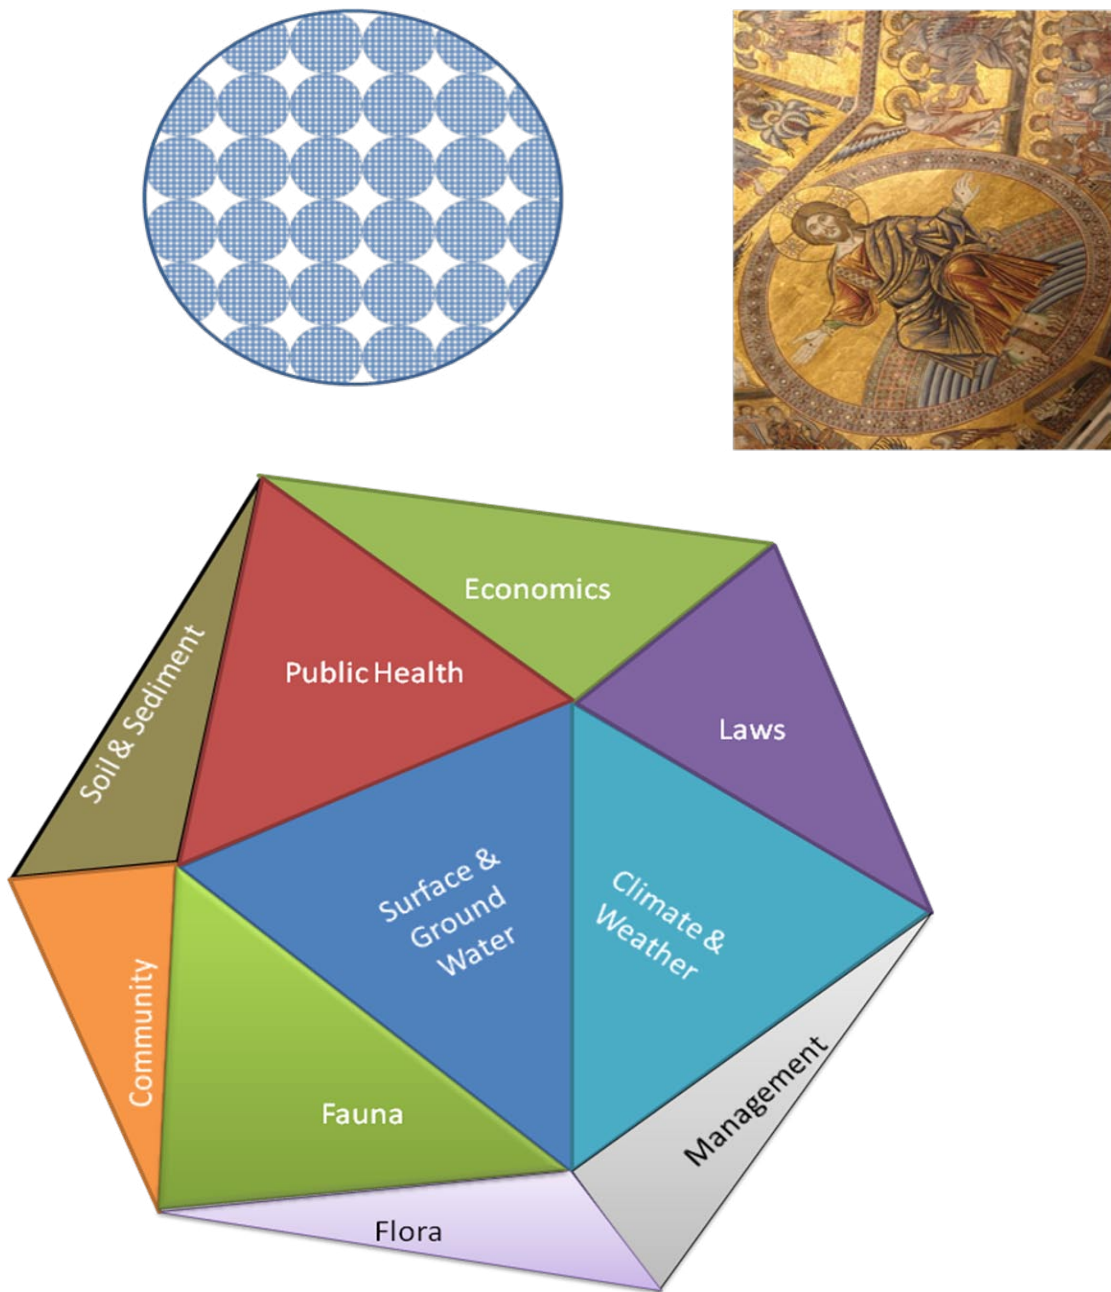 Economics
Public Health
Soil & Sediment
Laws
Surface &
Ground
Water
Climate &
Weather
Community
Management
Fauna
Flora